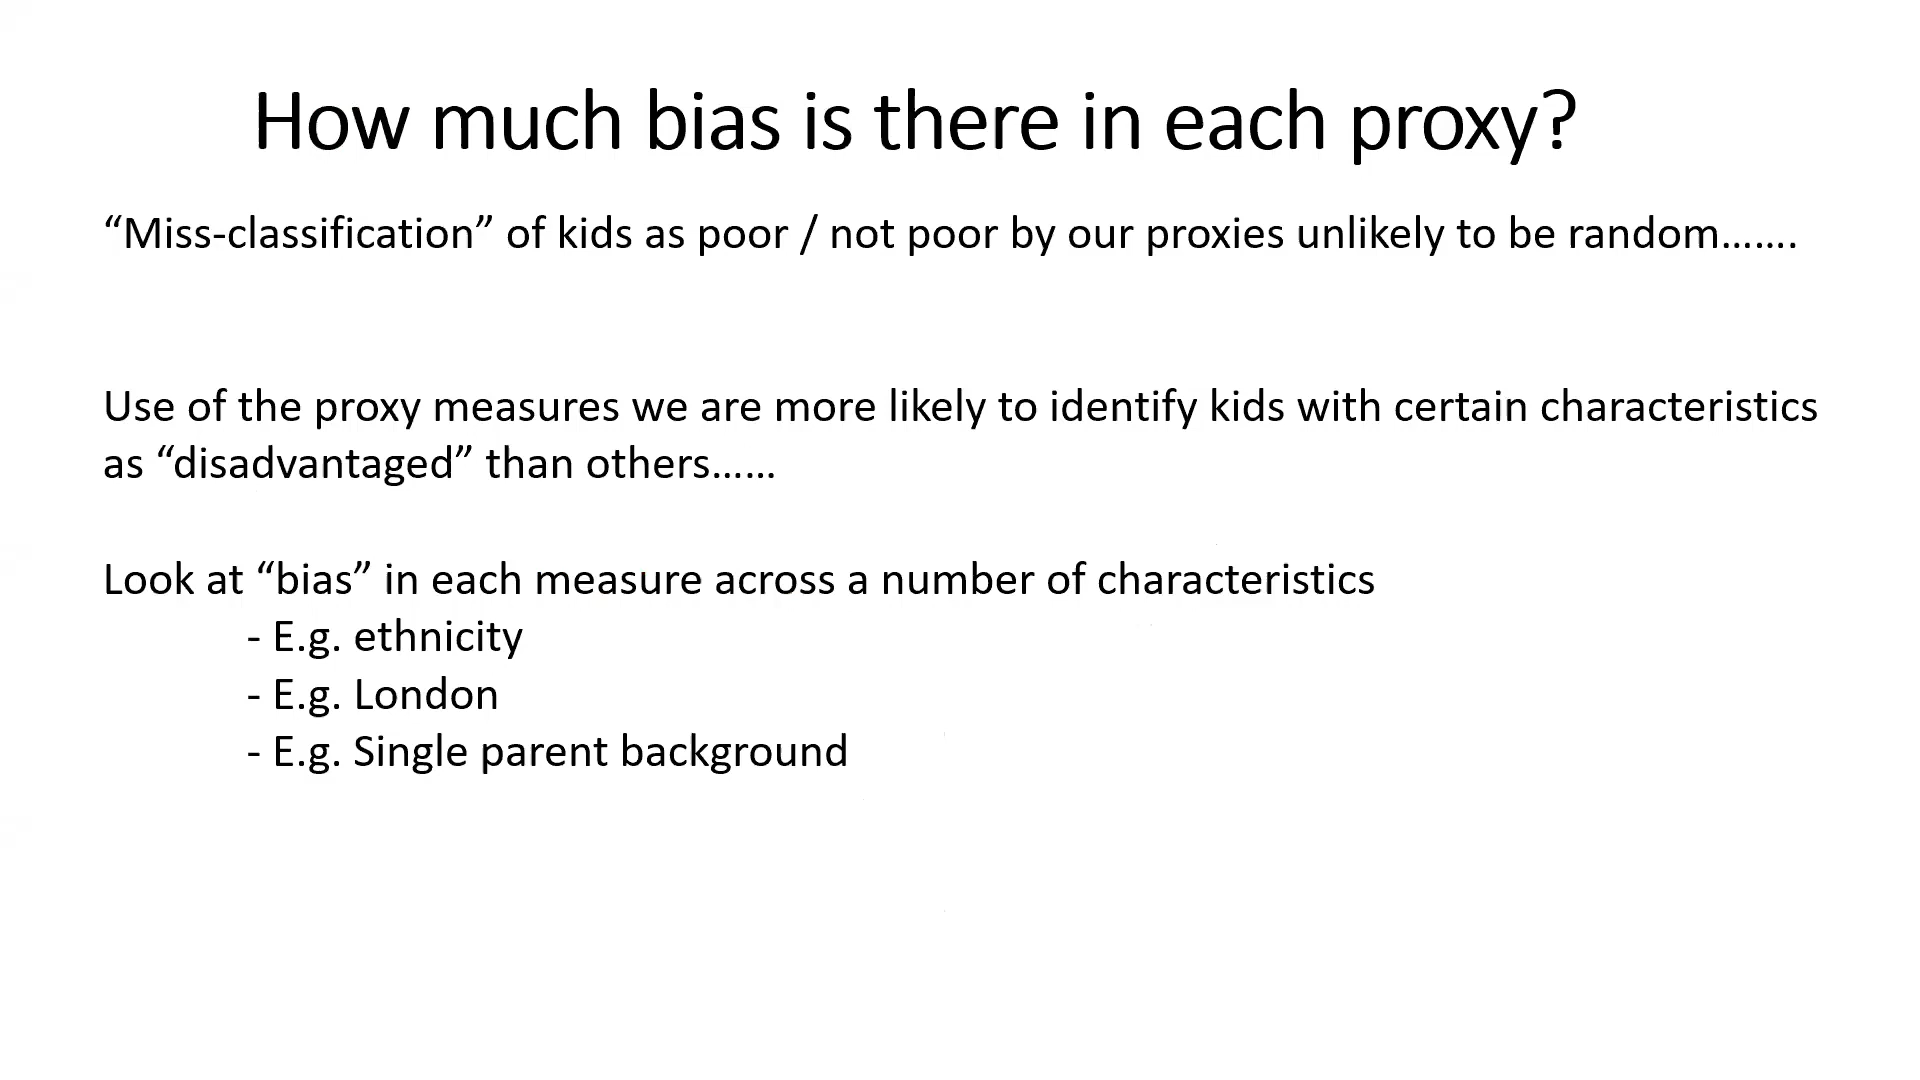 How much bias is there in each proxy?
“Miss-classification” of kids as poor / not poor by our proxies unlikely to be random.......
Use of the proxy measures we are more likely to identify kids with certain characteristics
as “disadvantaged” than others......
Look at “bias” in each measure across a number of characteristics
- E.g. ethnicity
- E.g. London
- E.g. Single parent background